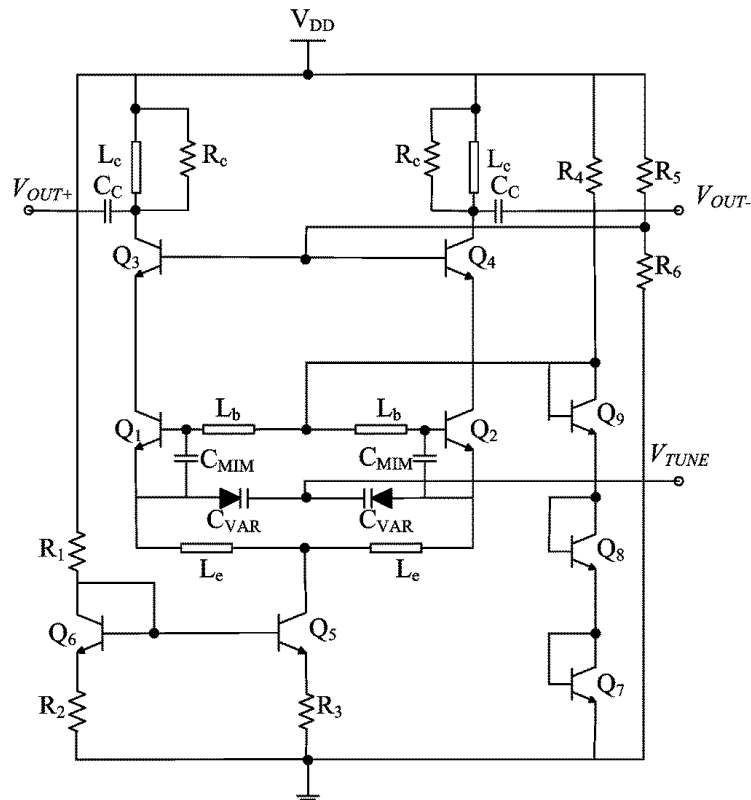 V_DD
L_c R_c R_c L_c R_4 R_5
V_OUT+ C_C C_C V_OUT-
Q_3 Q_4 R_6
L_b L_b Q_9
Q_1 Q_2
C_MIM C_MIM V_TUNE
C_VAR C_VAR
R_1 L_e L_e Q_8
Q_6 Q_5
Q_7
R_2 R_3